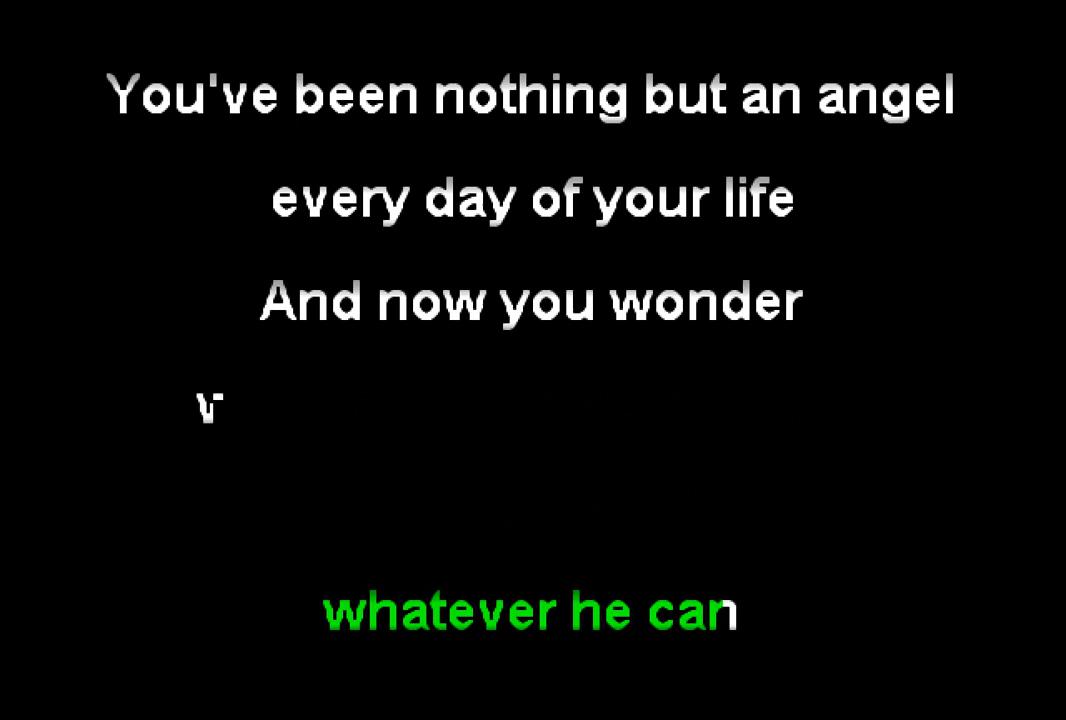 You've been nothing but an angel
every day of your life
And now you wonder
whatever he can